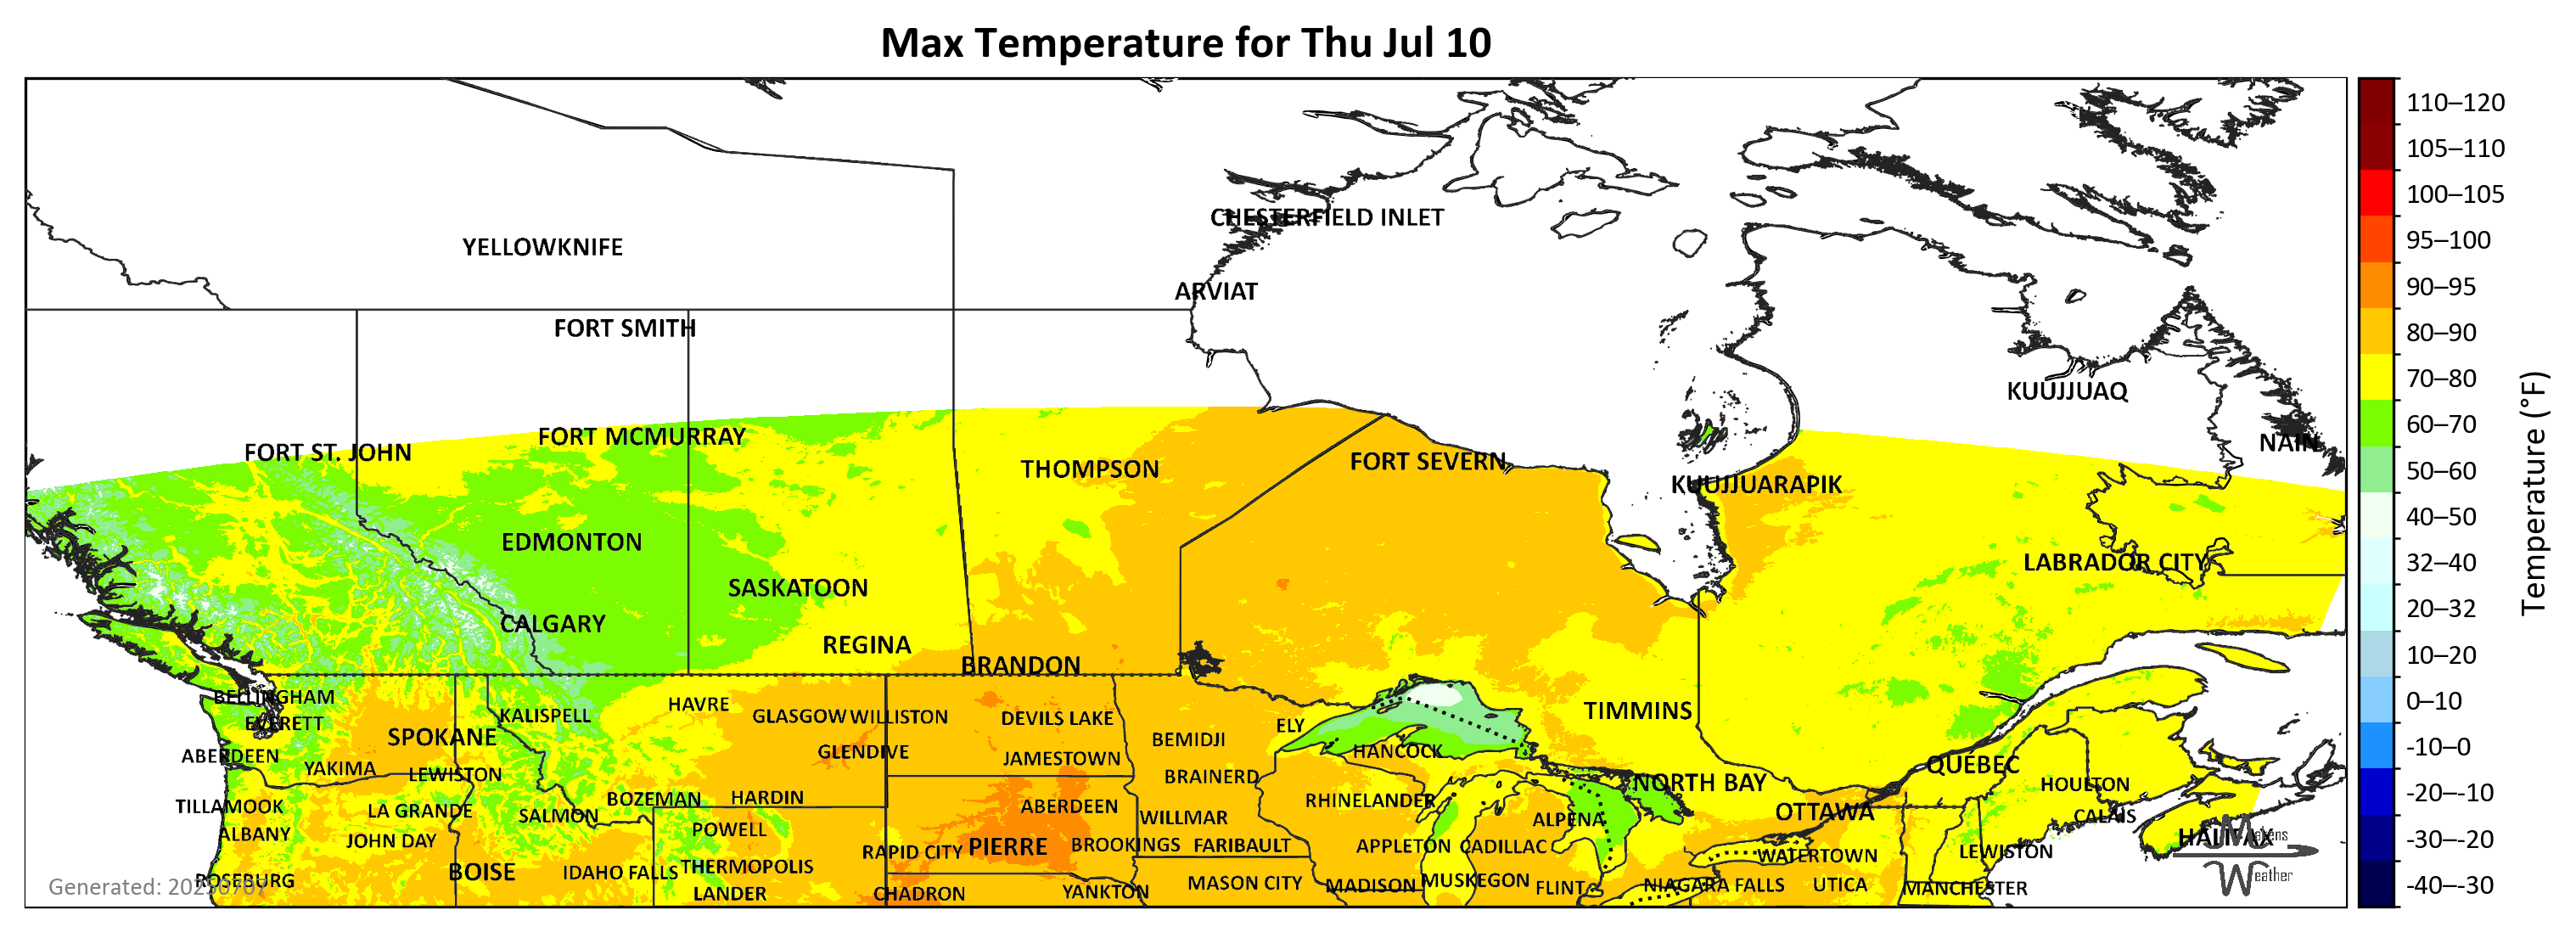 Max Temperature for Thu Jul 10
110–120
105–110
CHESTERFIELD INLET
100–105
YELLOWKNIFE
95–100
ARVIAT
90–95
FORT SMITH
80–90
KUUJJUAQ
70–80
FORT ST. JOHN
FORT MCMURRAY
NAIN
60–70
THOMPSON
FORT SEVERN
KUUJJUARAPIK
50–60
EDMONTON
40–50
LABRADOR CITY
32–40
SASKATOON
CALGARY
20–32
REGINA
BRANDON
10–20
BELLINGHAM
HAVRE
0–10
EVERETT
KALISPELL
GLASGOW
WILLISTON
DEVILS LAKE
ELY
TIMMINS
SPOKANE
BEMIDJI
-10–0
ABERDEEN
GLENDIVE
JAMESTOWN
HANCOCK
YAKIMA
LEWISTON
BRAINERD
NORTH BAY
QUÉBEC
HOULTON
-20–-10
TILLAMOOK
LA GRANDE
BOZEMAN
HARDIN
ABERDEEN
RHINELANDER
OTTAWA
CALAIS
SALMON
WILLMAR
ALPENA
ALBANY
POWELL
HALIFAX
Makens
-30–-20
JOHN DAY
RAPID CITY
PIERRE
BROOKINGS
FARIBAULT
APPLETON
CADILLAC
WATERTOWN
LEWISTON
BOISE
IDAHO FALLS
THERMOPOLIS
Weather
ROSEBURG
Generated: 20250707
LANDER
CHADRON
YANKTON
MASON CITY
MADISON
MUSKEGON
FLINT
NIAGARA FALLS
UTICA
MANCHESTER
-40–-30
Temperature (°F)